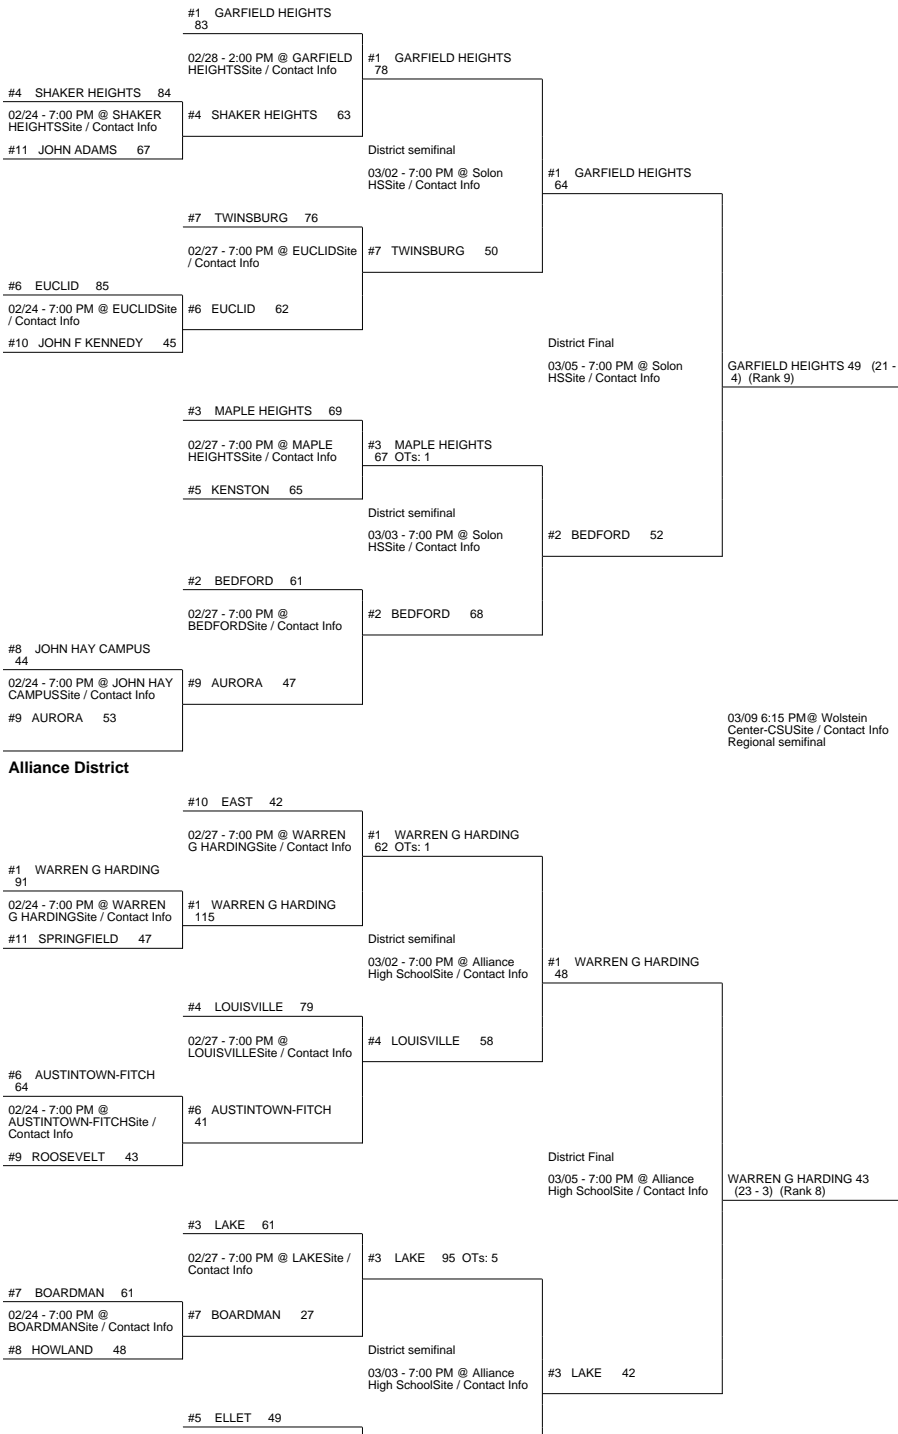 #1 GARFIELD HEIGHTS
83
02/28 - 2:00 PM @ GARFIELD
HEIGHTSSite / Contact Info
#1 GARFIELD HEIGHTS
78
#4 SHAKER HEIGHTS 84
02/24 - 7:00 PM @ SHAKER
HEIGHTSSite / Contact Info
#4 SHAKER HEIGHTS 63
#11 JOHN ADAMS 67
District semifinal
03/02 - 7:00 PM @ Solon
HSSite / Contact Info
#1 GARFIELD HEIGHTS
64
#7 TWINSBURG 76
02/27 - 7:00 PM @ EUCLIDSite
/ Contact Info
#7 TWINSBURG 50
#6 EUCLID 85
02/24 - 7:00 PM @ EUCLIDSite
/ Contact Info
#6 EUCLID 62
#10 JOHN F KENNEDY 45
District Final
03/05 - 7:00 PM @ Solon
HSSite / Contact Info
GARFIELD HEIGHTS 49 (21 -
4) (Rank 9)
#3 MAPLE HEIGHTS 69
02/27 - 7:00 PM @ MAPLE
HEIGHTSSite / Contact Info
#3 MAPLE HEIGHTS
67 OTs: 1
#5 KENSTON 65
District semifinal
03/03 - 7:00 PM @ Solon
HSSite / Contact Info
#2 BEDFORD 52
#2 BEDFORD 61
02/27 - 7:00 PM @
BEDFORDSite / Contact Info
#2 BEDFORD 68
#8 JOHN HAY CAMPUS
44
02/24 - 7:00 PM @ JOHN HAY
CAMPUSSite / Contact Info
#9 AURORA 47
#9 AURORA 53
03/09 6:15 PM@ Wolstein
Center-CSUSite / Contact Info
Regional semifinal
Alliance District
#10 EAST 42
02/27 - 7:00 PM @ WARREN
G HARDINGSite / Contact Info
#1 WARREN G HARDING
62 OTs: 1
#1 WARREN G HARDING
91
02/24 - 7:00 PM @ WARREN
G HARDINGSite / Contact Info
#1 WARREN G HARDING
115
#11 SPRINGFIELD 47
District semifinal
03/02 - 7:00 PM @ Alliance
High SchoolSite / Contact Info
#1 WARREN G HARDING
48
#4 LOUISVILLE 79
02/27 - 7:00 PM @
LOUISVILLESite / Contact Info
#4 LOUISVILLE 58
#6 AUSTINTOWN-FITCH
64
02/24 - 7:00 PM @
AUSTINTOWN-FITCHSite /
Contact Info
#6 AUSTINTOWN-FITCH
41
#9 ROOSEVELT 43
District Final
03/05 - 7:00 PM @ Alliance
High SchoolSite / Contact Info
WARREN G HARDING 43
(23 - 3) (Rank 8)
#3 LAKE 61
02/27 - 7:00 PM @ LAKESite /
Contact Info
#3 LAKE 95 OTs: 5
#7 BOARDMAN 61
02/24 - 7:00 PM @
BOARDMANSite / Contact Info
#7 BOARDMAN 27
#8 HOWLAND 48
District semifinal
03/03 - 7:00 PM @ Alliance
High SchoolSite / Contact Info
#3 LAKE 42
#5 ELLET 49